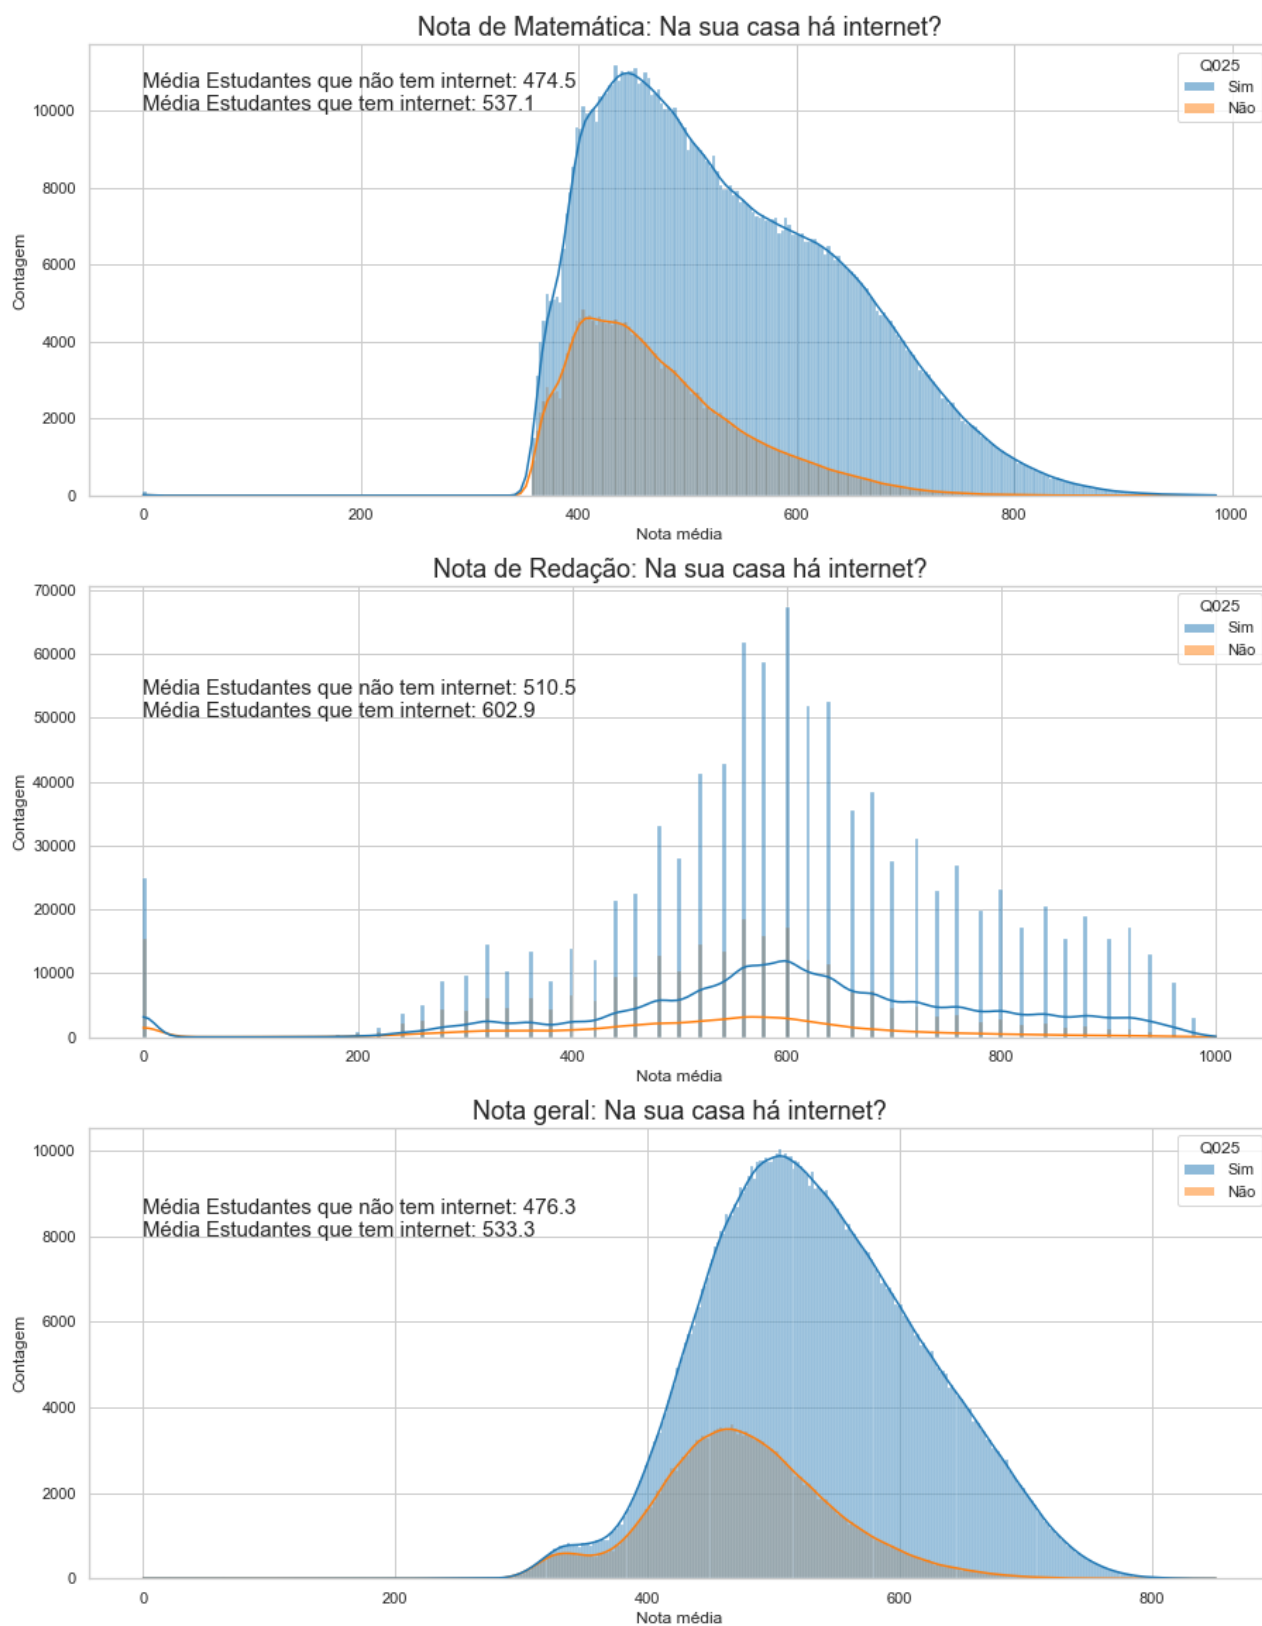 Nota de Matemática: Na sua casa há internet?
Média Estudantes que não tem internet: 474.5
Média Estudantes que tem internet: 537.1
Q025
Sim
Não
10000
8000
6000
4000
2000
0
Contagem
0 200 400 600 800 1000
Nota média
Nota de Redação: Na sua casa há internet?
Média Estudantes que não tem internet: 510.5
Média Estudantes que tem internet: 602.9
Q025
Sim
Não
70000
60000
50000
40000
30000
20000
10000
0
Contagem
0 200 400 600 800 1000
Nota média
Nota geral: Na sua casa há internet?
Média Estudantes que não tem internet: 476.3
Média Estudantes que tem internet: 533.3
Q025
Sim
Não
10000
8000
6000
4000
2000
0
Contagem
0 200 400 600 800
Nota média